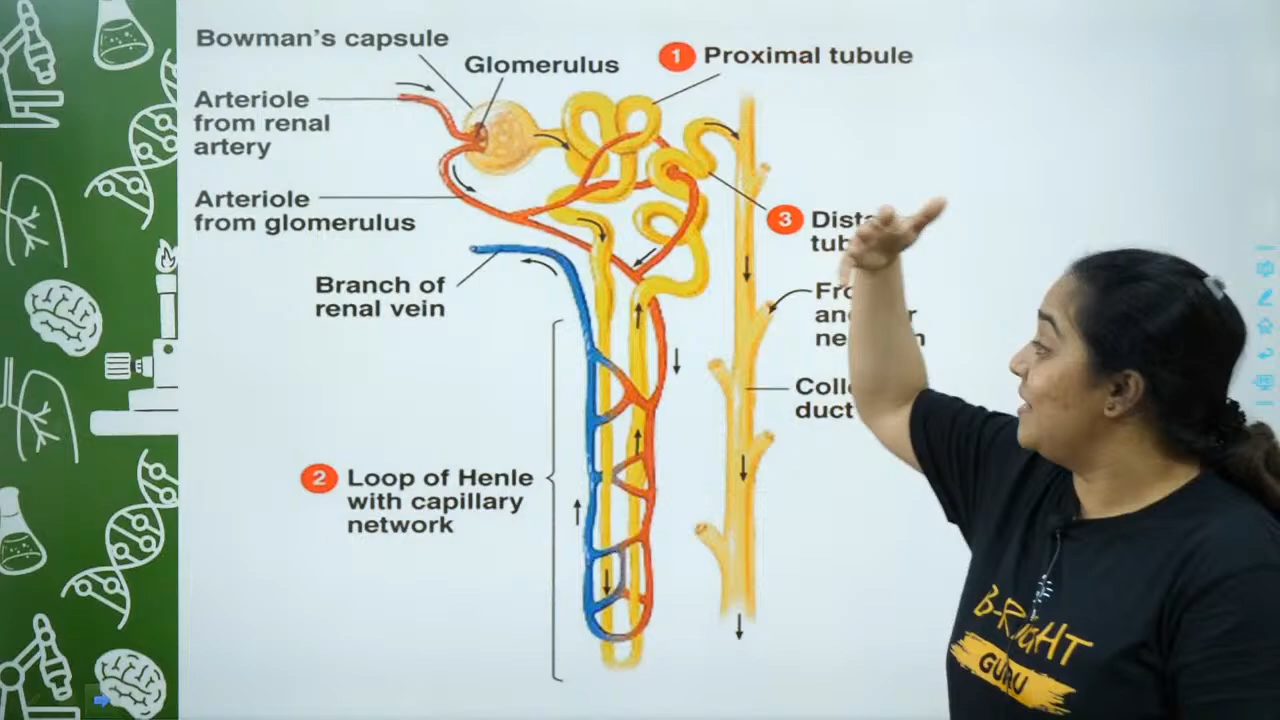 Bowman's capsule
Glomerulus
1 Proximal tubule
Arteriole
from renal
artery
Arteriole
from glomerulus
3
Branch of
renal vein
duct
2 Loop of Henle
with capillary
network
B-RIGHT
GURU